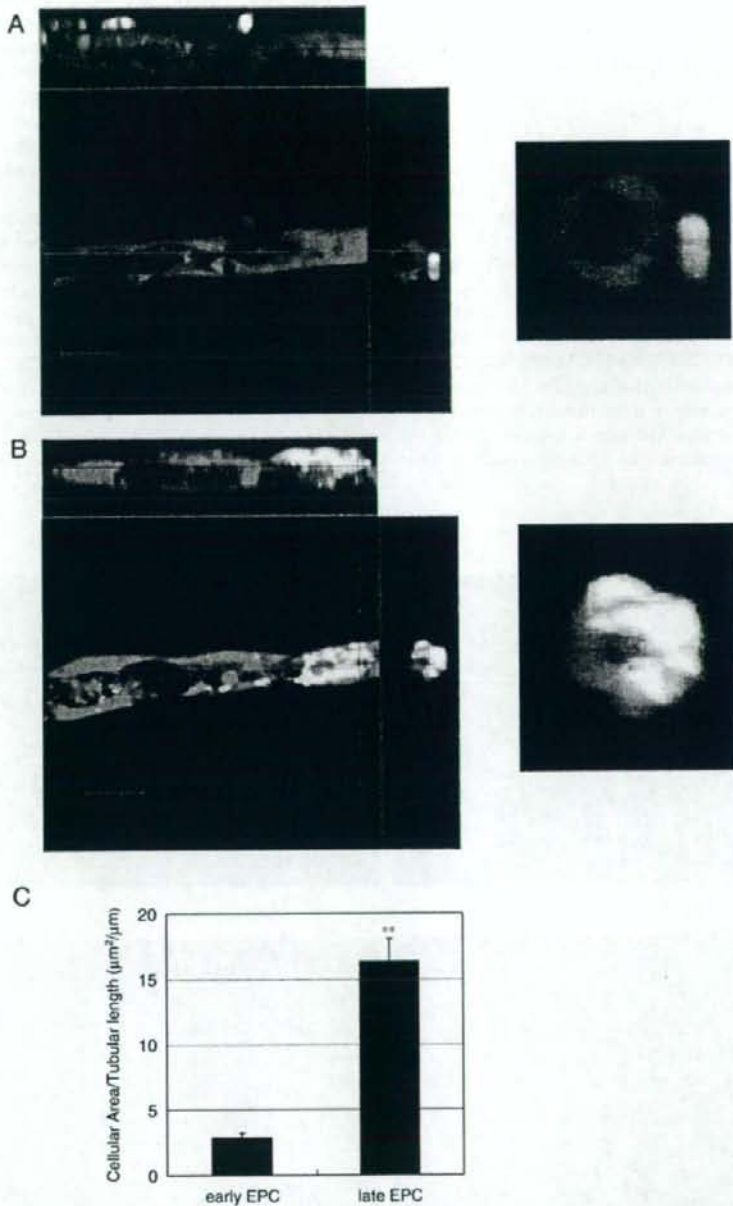 A
B
C
Cellular Area/Tubular length (μm²/μm)
20
15
10
5
0
**
early EPC
late EPC